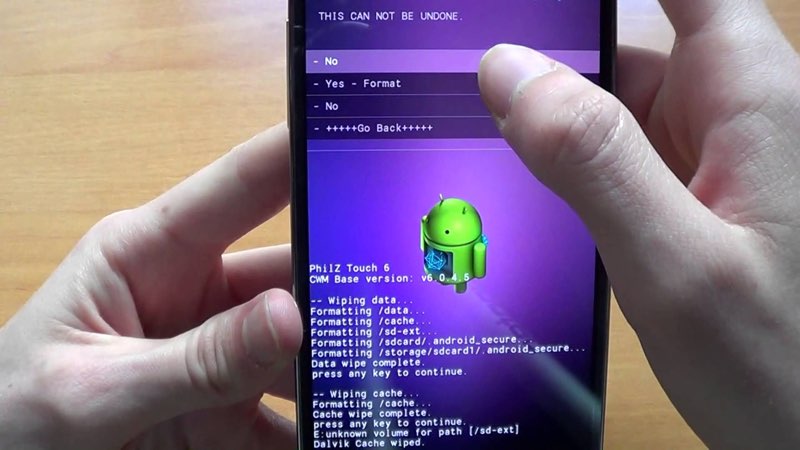 THIS CAN NOT BE UNDONE.
- No
- Yes - Format
- No
- +++++Go Back+++++
PhilZ Touch 6
CWM Base version: v6.0.4.5
-- Wiping data...
Formatting /data...
Formatting /cache...
Formatting /sd-ext...
Formatting /sdcard/.android_secure...
Formatting /storage/sdcard1/.android_secure...
Data wipe complete.
press any key to continue.
-- Wiping cache...
Formatting /cache...
Cache wipe complete.
press any key to continue.
E:unknown volume for path [/sd-ext]
Dalvik Cache wiped.